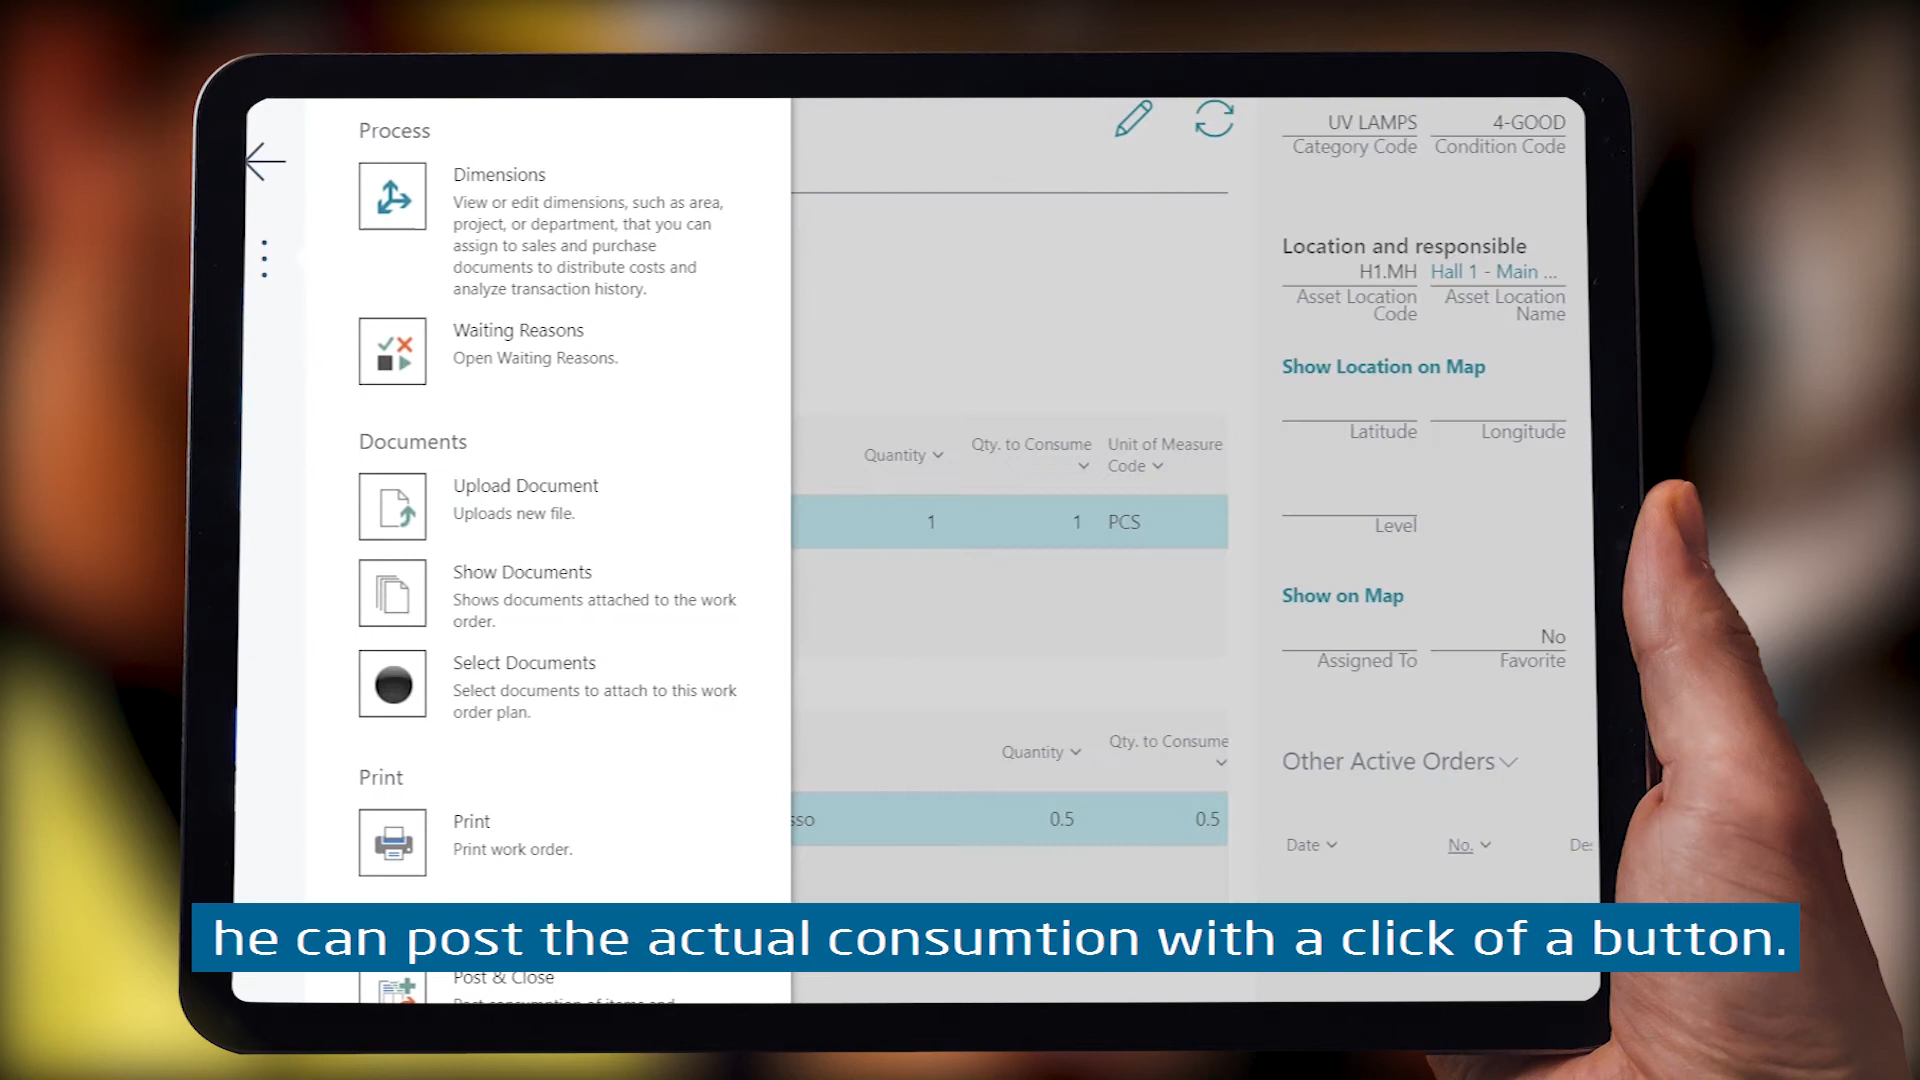 Process
Dimensions
View or edit dimensions, such as area,
project, or department, that you can
assign to sales and purchase
documents to distribute costs and
analyze transaction history.
Waiting Reasons
Open Waiting Reasons.
Documents
Upload Document
Uploads new file.
Show Documents
Shows documents attached to the work
order.
Select Documents
Select documents to attach to this work
order plan.
Print
Print
Print work order.
Post & Close
Quantity
Qty. to Consume
Unit of Measure
Code
1 1 PCS
Quantity
Qty. to Consume
sso 0.5 0.5
UV LAMPS 4-GOOD
Category Code Condition Code
Location and responsible
H1.MH Hall 1 - Main ...
Asset Location Asset Location
Code Name
Show Location on Map
Latitude Longitude
Level
Show on Map
No
Assigned To Favorite
Other Active Orders
Date No. De
he can post the actual consumtion with a click of a button.